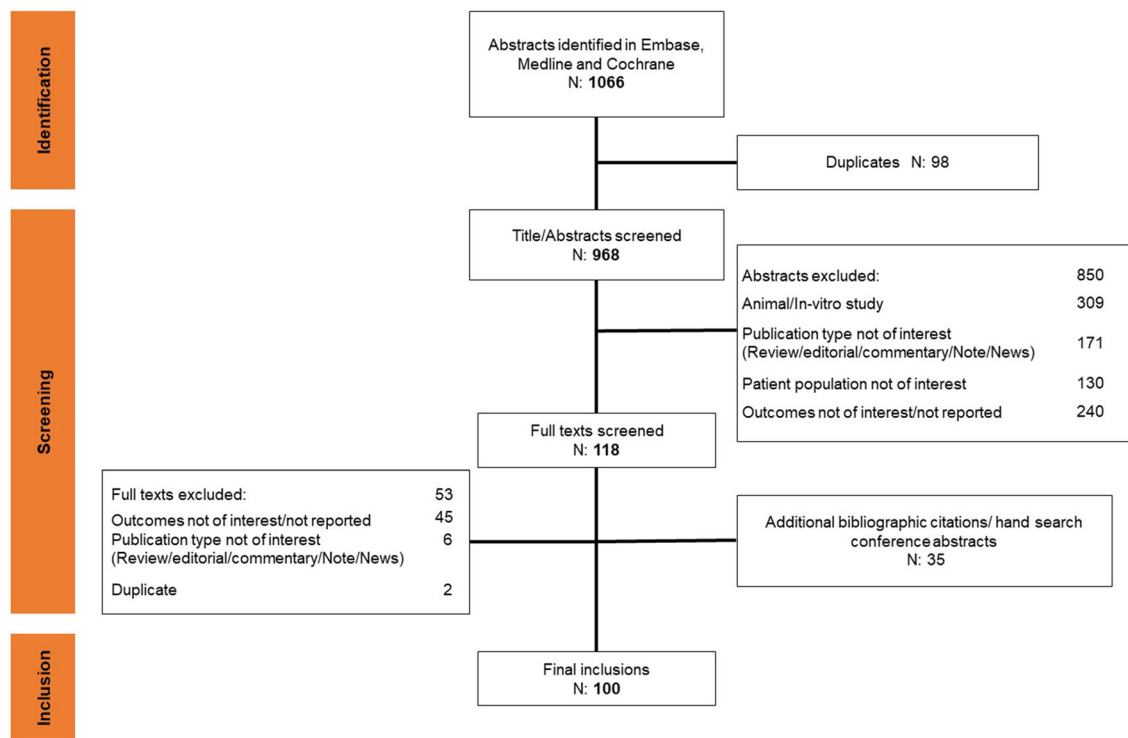 Identification
Abstracts identified in Embase,
Medline and Cochrane
N: 1066
Duplicates N: 98
Screening
Title/Abstracts screened
N: 968
Abstracts excluded: 850
Animal/In-vitro study 309
Publication type not of interest
(Review/editorial/commentary/Note/News) 171
Patient population not of interest 130
Outcomes not of interest/not reported 240
Full texts screened
N: 118
Full texts excluded: 53
Outcomes not of interest/not reported 45
Publication type not of interest 6
(Review/editorial/commentary/Note/News)
Duplicate 2
Additional bibliographic citations/ hand search
conference abstracts
N: 35
Inclusion
Final inclusions
N: 100